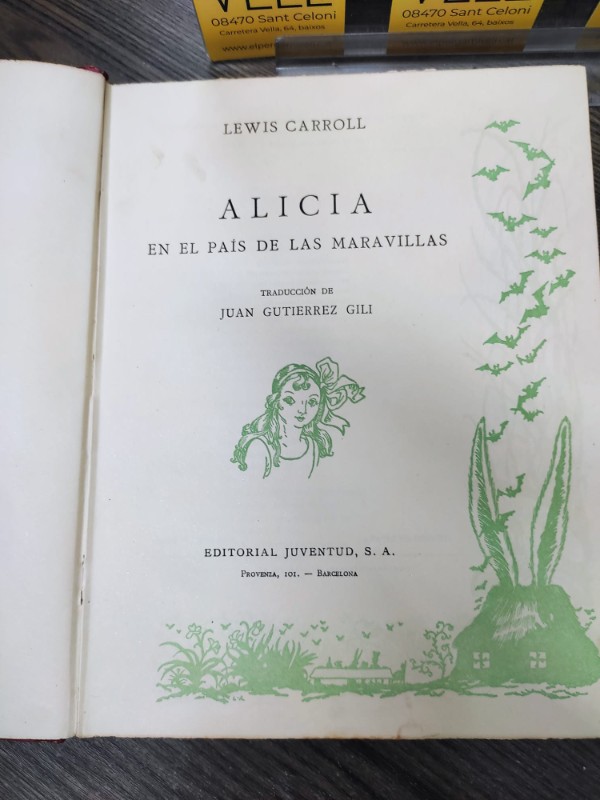 08470 Sant Celoni
Carretera Vella, 64, baixos
08470 Sant Celoni
Carretera Vella, 64, baixos
LEWIS CARROLL
ALICIA
EN EL PAÍS DE LAS MARAVILLAS
TRADUCCIÓN DE
JUAN GUTIERREZ GILI
EDITORIAL JUVENTUD, S. A.
PROVENZA, 101. — BARCELONA